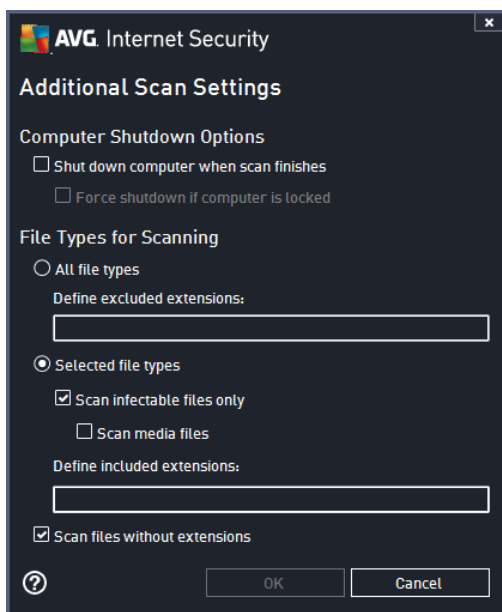 AVG. Internet Security
Additional Scan Settings
Computer Shutdown Options
Shut down computer when scan finishes
Force shutdown if computer is locked
File Types for Scanning
All file types
Define excluded extensions:
Selected file types
Scan infectable files only
Scan media files
Define included extensions:
Scan files without extensions
OK
Cancel